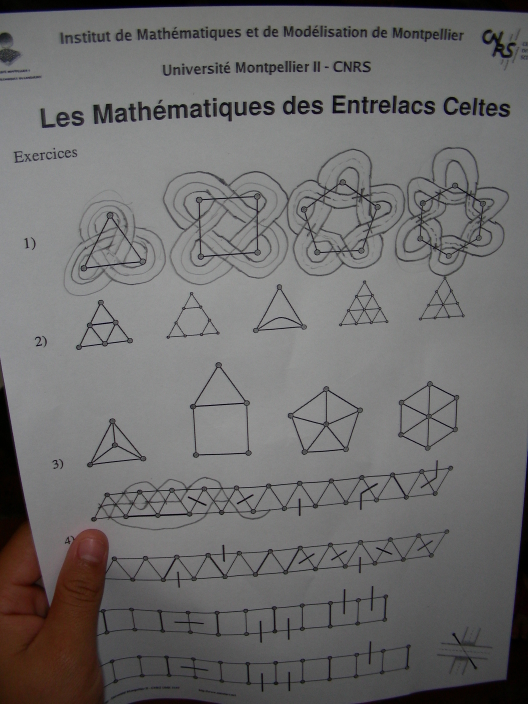 Institut de Mathématiques et de Modélisation de Montpellier
CNRS
Université Montpellier II - CNRS
Les Mathématiques des Entrelacs Celtes
Exercices
1)
2)
3)
4)